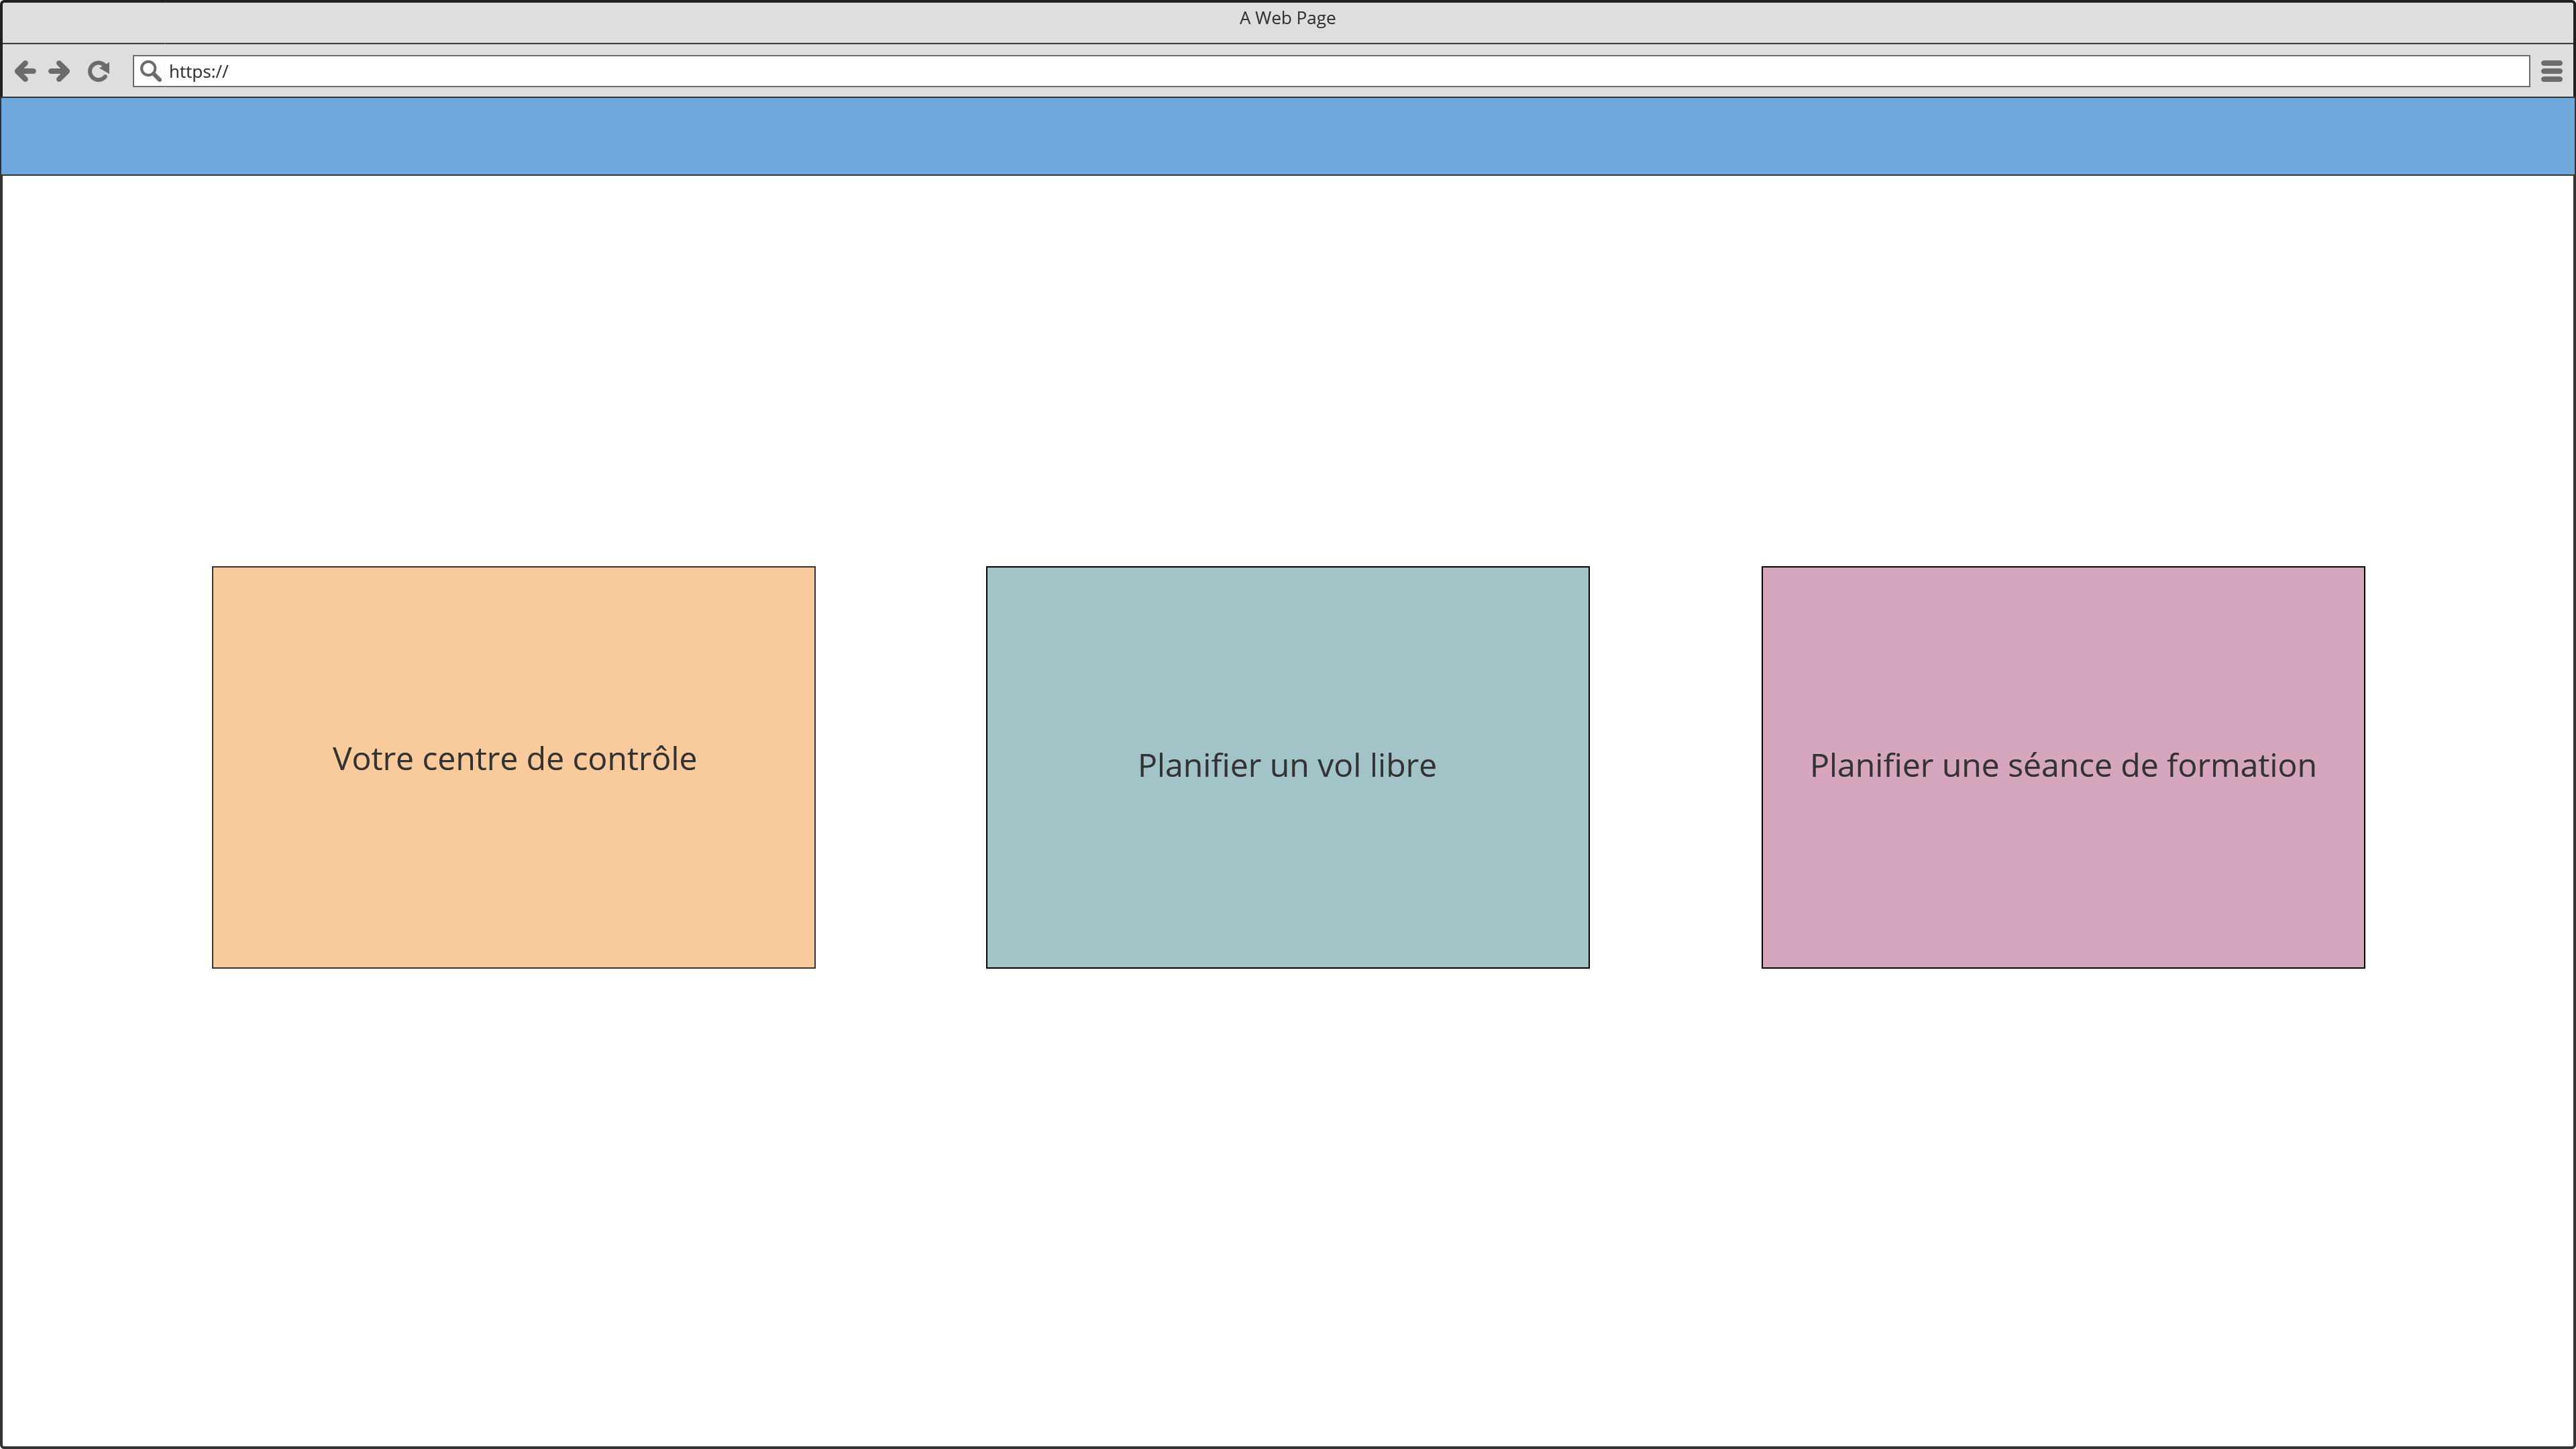 A Web Page
https://
Votre centre de contrôle
Planifier un vol libre
Planifier une séance de formation